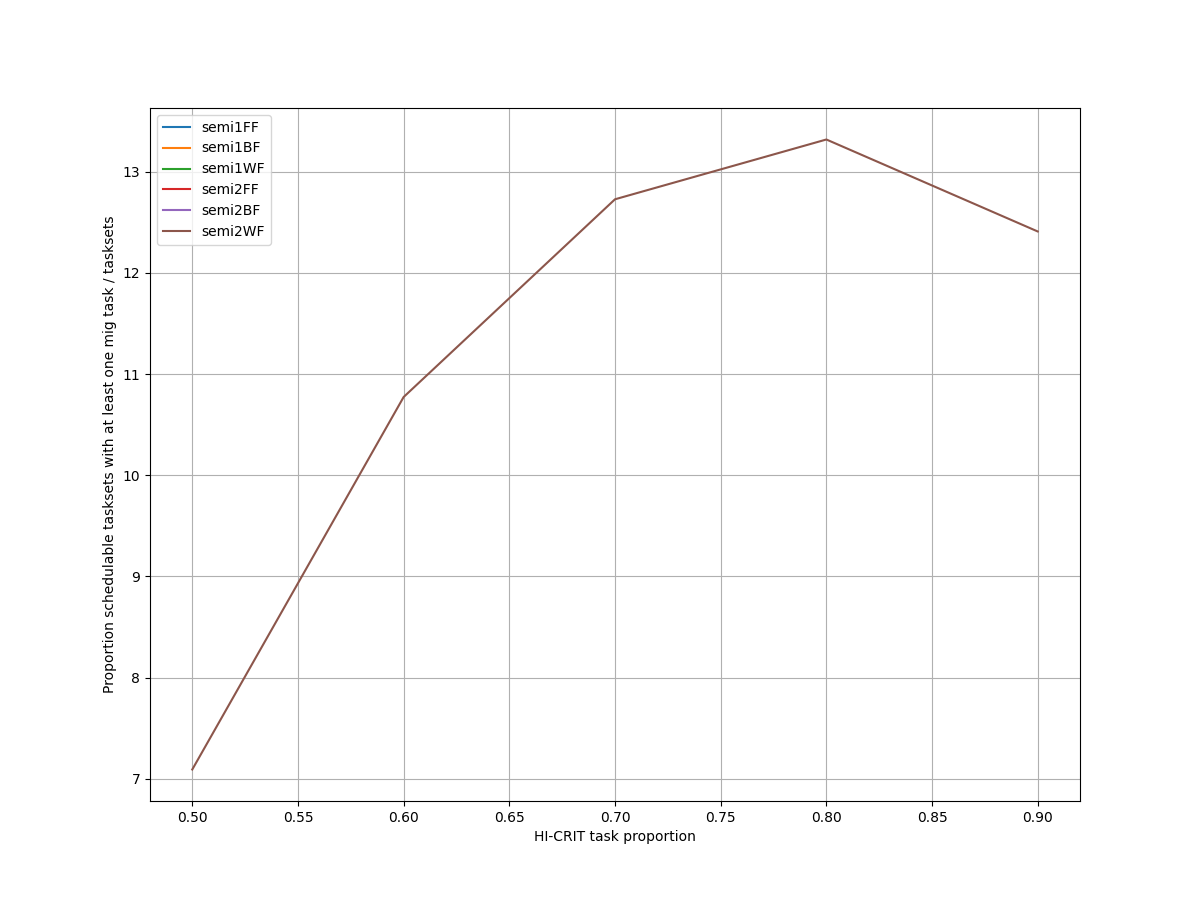 semi1FF
semi1BF
semi1WF
semi2FF
semi2BF
semi2WF
13
12
11
10
9
8
7
Proportion schedulable tasksets with at least one mig task / tasksets
0.50 0.55 0.60 0.65 0.70 0.75 0.80 0.85 0.90
HI-CRIT task proportion